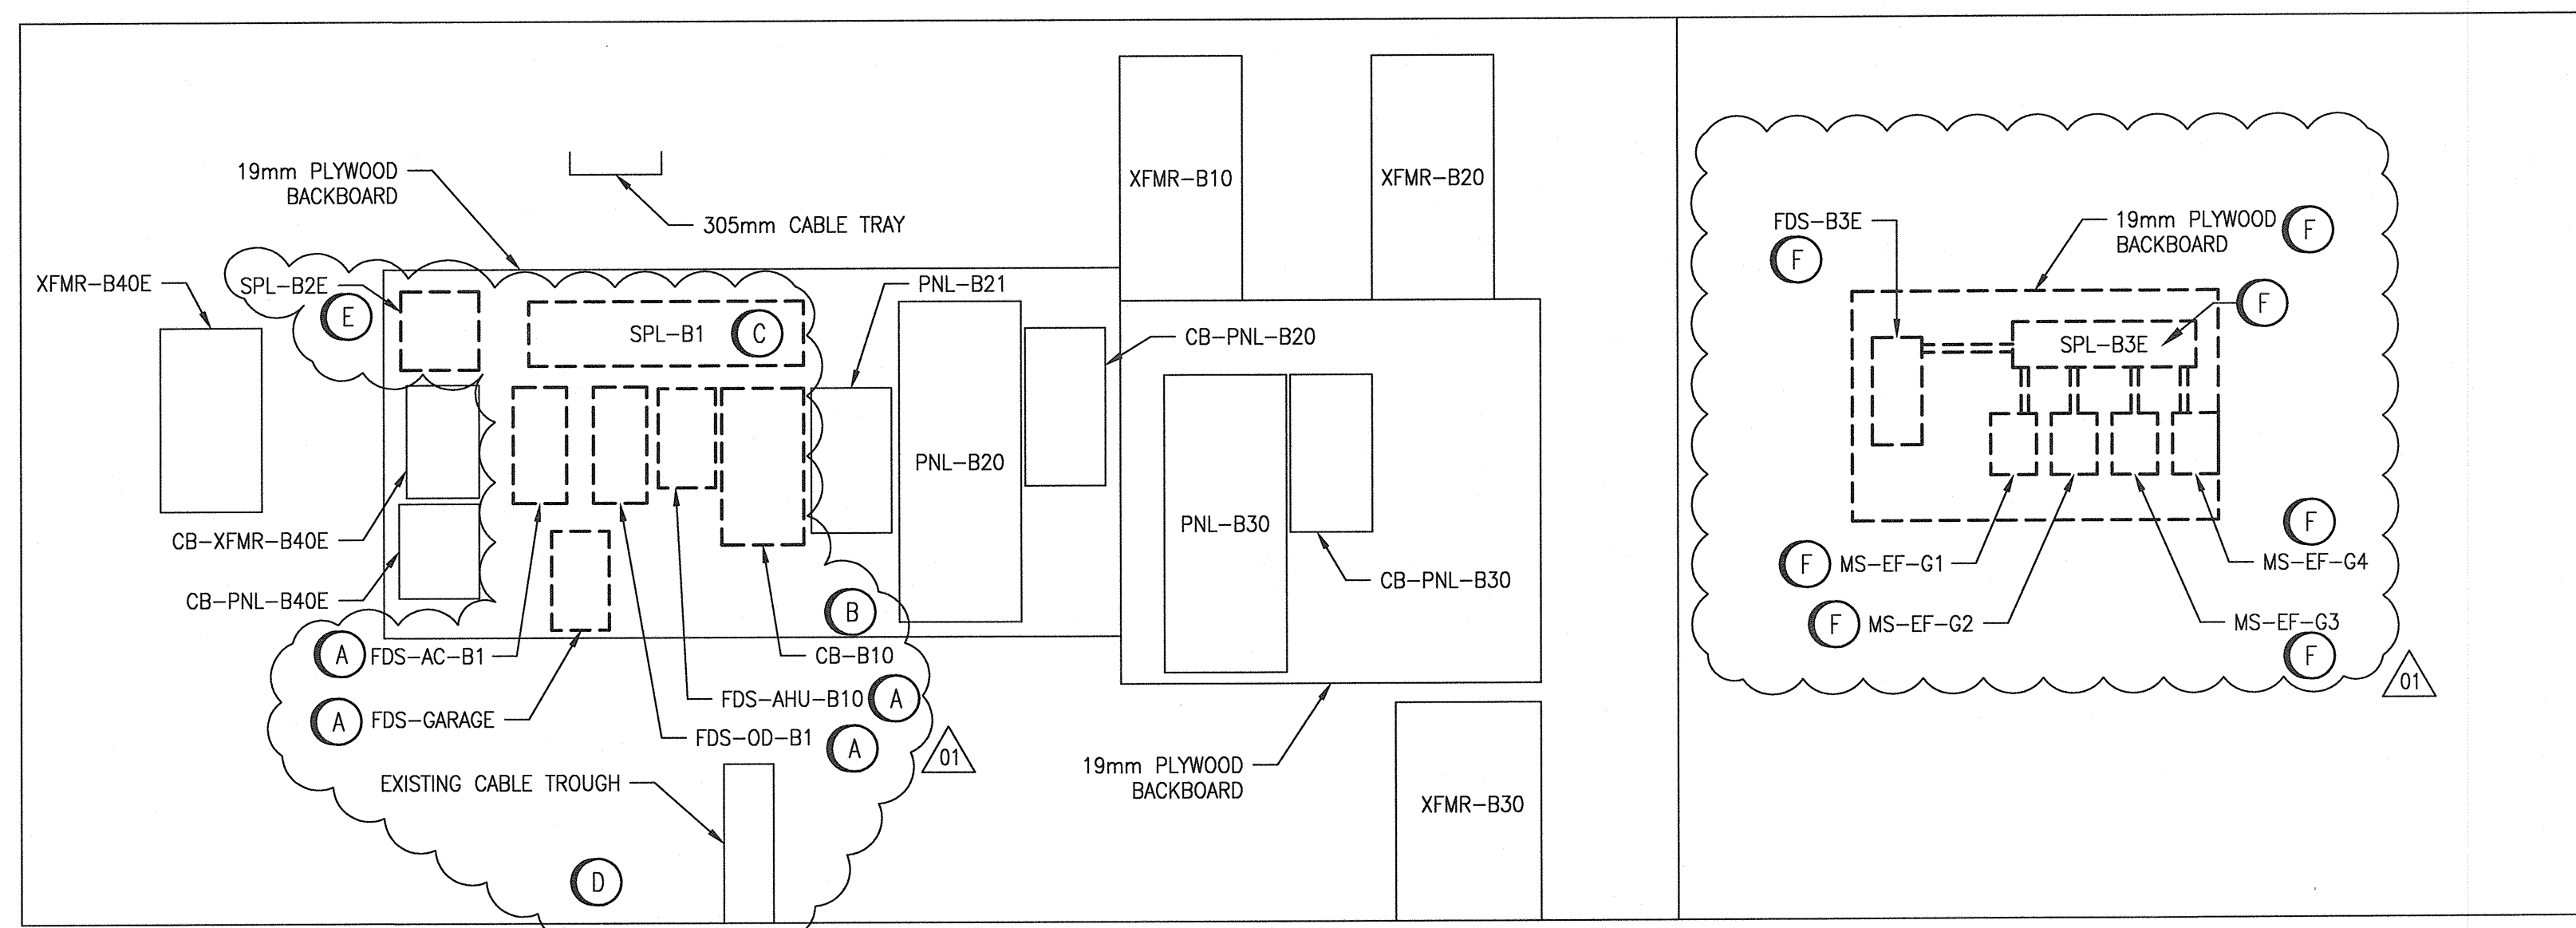 XFMR-B10
XFMR-B20
19mm PLYWOOD
BACKBOARD
305mm CABLE TRAY
XFMR-B40E
SPL-B2E
E
SPL-B1
C
PNL-B21
CB-PNL-B20
PNL-B20
PNL-B30
CB-PNL-B30
CB-XFMR-B40E
CB-PNL-B40E
B
A
FDS-AC-B1
CB-B10
A
FDS-GARAGE
FDS-AHU-B10
A
FDS-OD-B1
A
01
EXISTING CABLE TROUGH
D
19mm PLYWOOD
BACKBOARD
XFMR-B30
FDS-B3E
F
19mm PLYWOOD
BACKBOARD
F
F
SPL-B3E
F
F
MS-EF-G1
MS-EF-G4
F
MS-EF-G2
MS-EF-G3
F
01